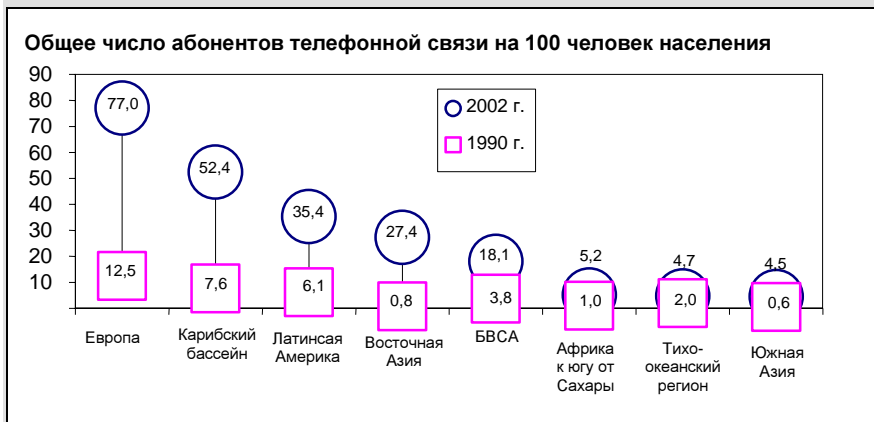 Общее число абонентов телефонной связи на 100 человек населения
90
80
70
60
50
40
30
20
10
2002 г.
1990 г.
77,0
52,4
35,4
27,4
18,1
5,2
4,7
4,5
12,5
7,6
6,1
0,8
3,8
1,0
2,0
0,6
Европа
Карибский
бассейн
Латинсая
Америка
Восточная
Азия
БВСА
Африка
к югу от
Сахары
Тихо-
океанский
регион
Южная
Азия